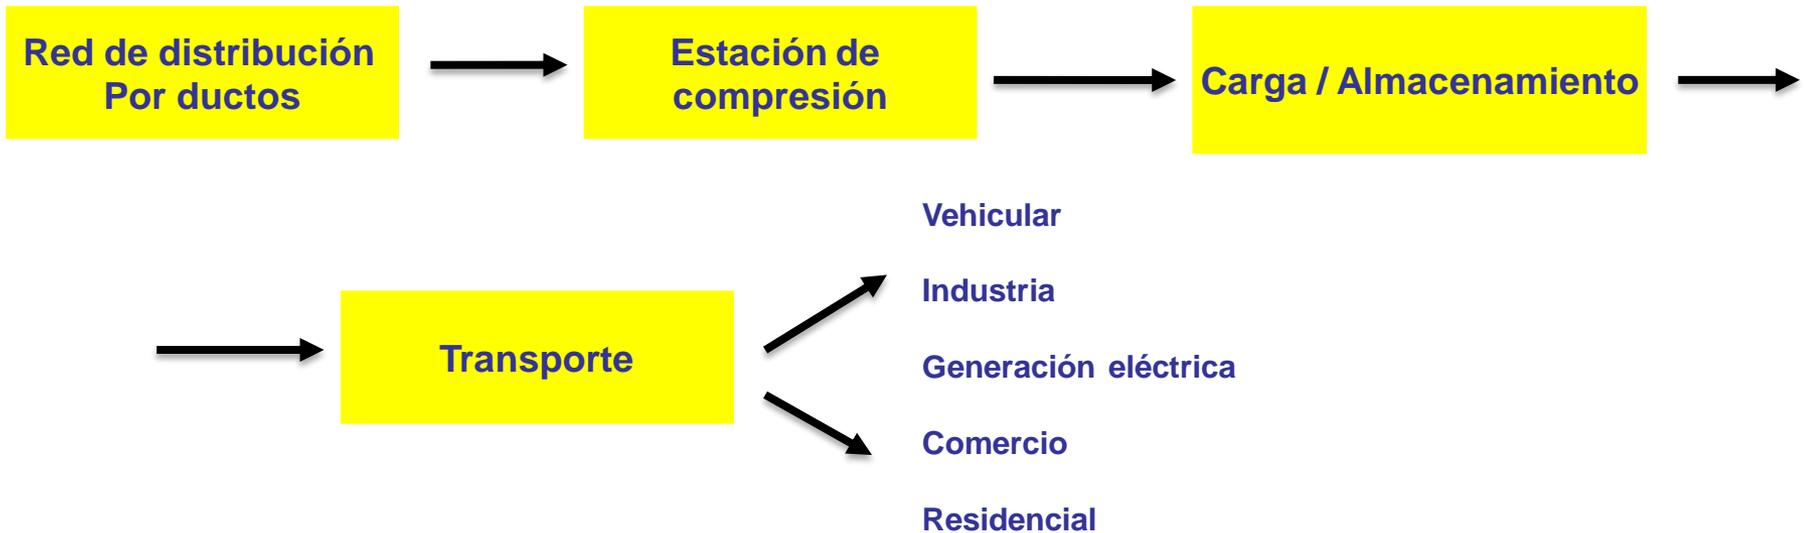 Red de distribución
Por ductos
Estación de
compresión
Carga / Almacenamiento
Transporte
Vehicular
Industria
Generación eléctrica
Comercio
Residencial